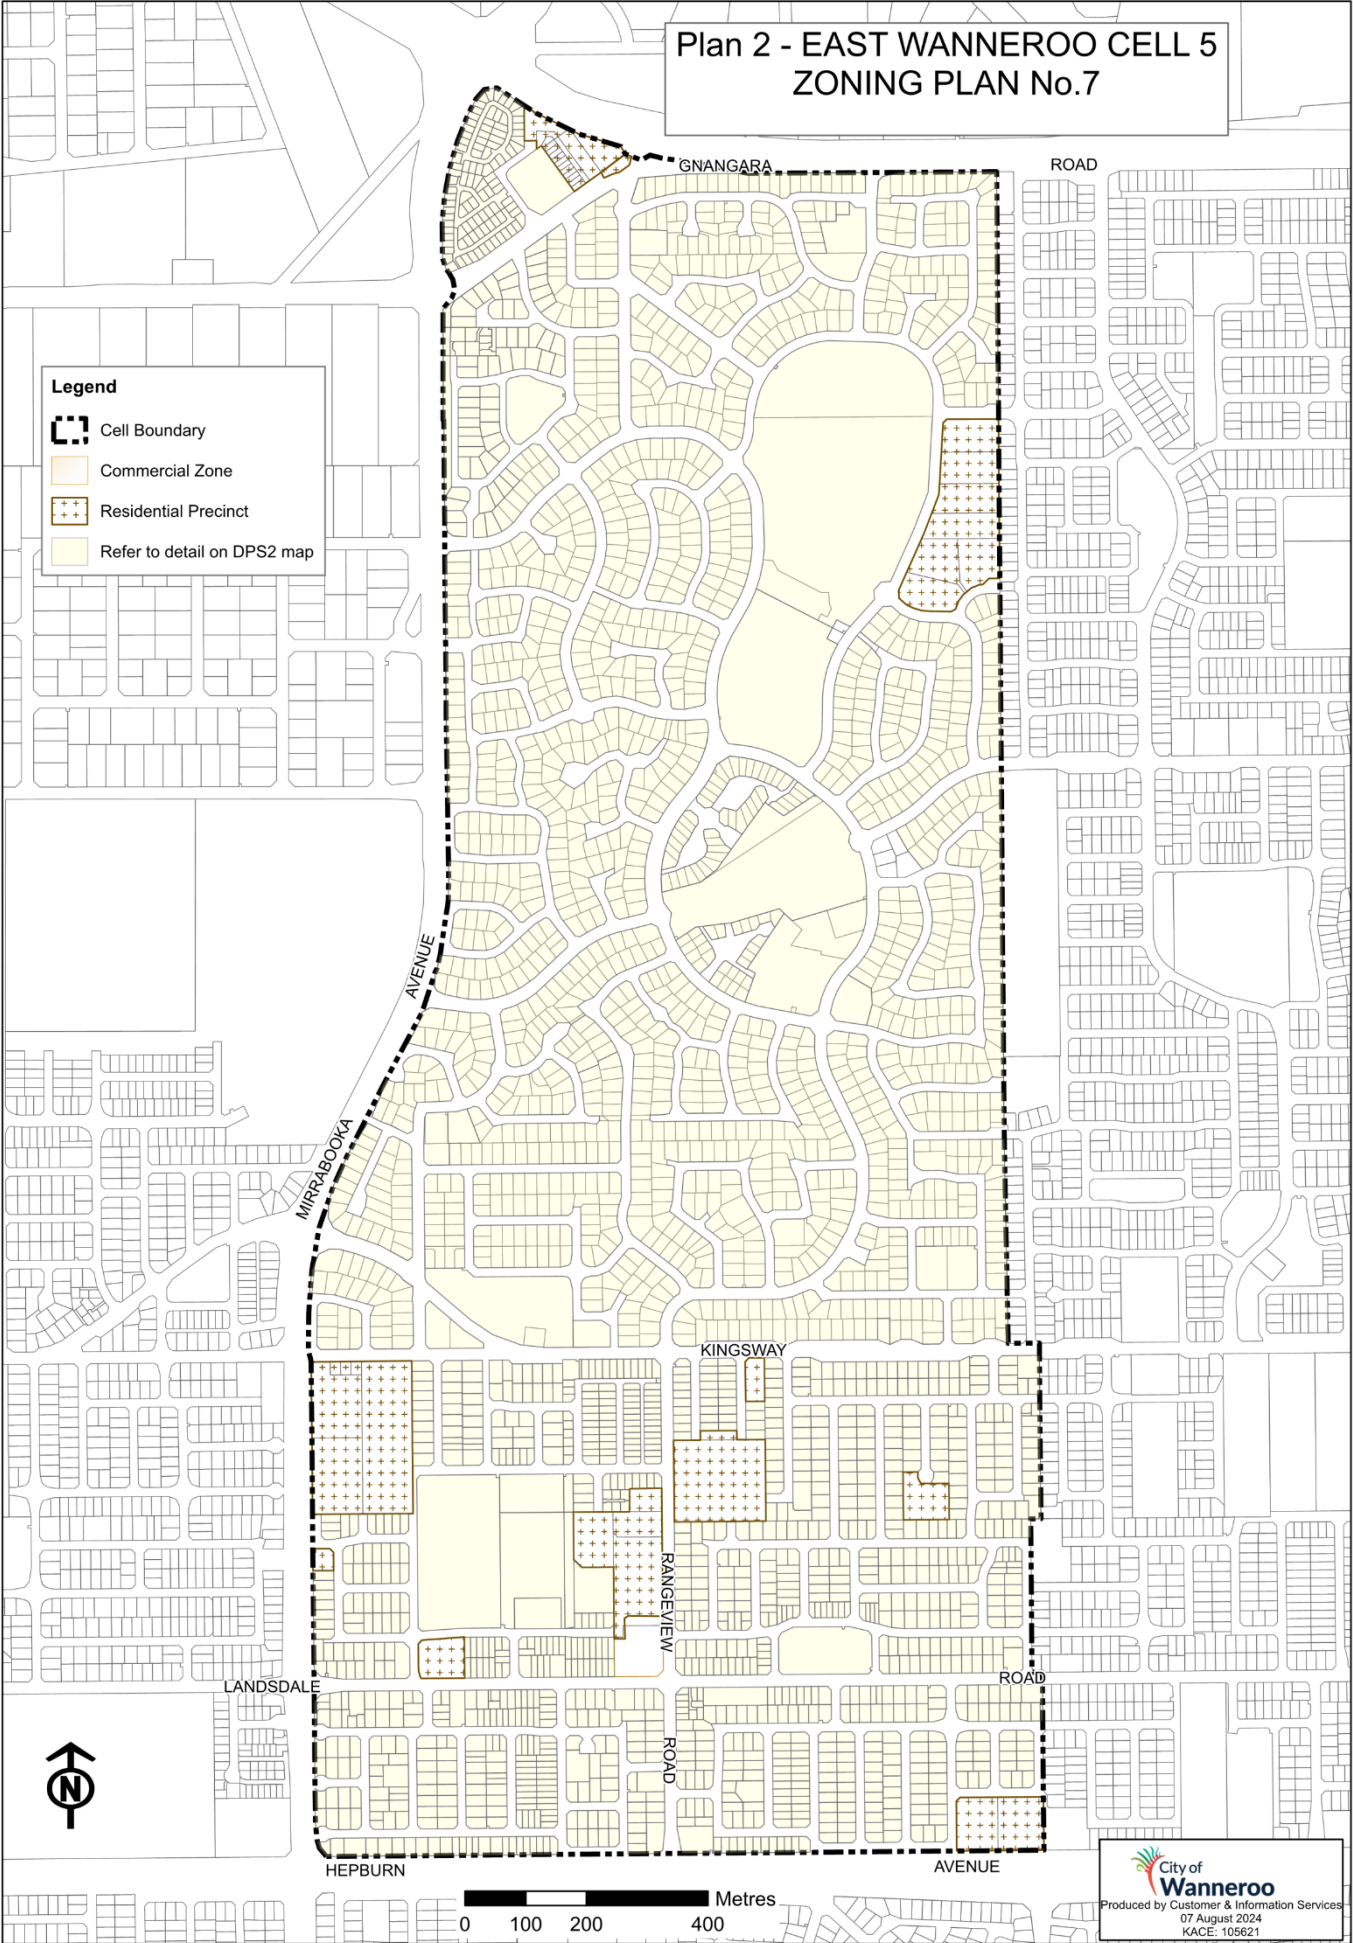 Plan 2 - EAST WANNEROO CELL 5
ZONING PLAN No.7
GNANGARA
ROAD
Legend
Cell Boundary
Commercial Zone
Residential Precinct
Refer to detail on DPS2 map
AVENUE
MIRRABOOKA
KINGSWAY
RANGEVIEW
LANDSDALE
ROAD
ROAD
N
HEPBURN
AVENUE
Metres
0 100 200 400
City of
Wanneroo
Produced by Customer & Information Services
07 August 2024
KACE: 105621